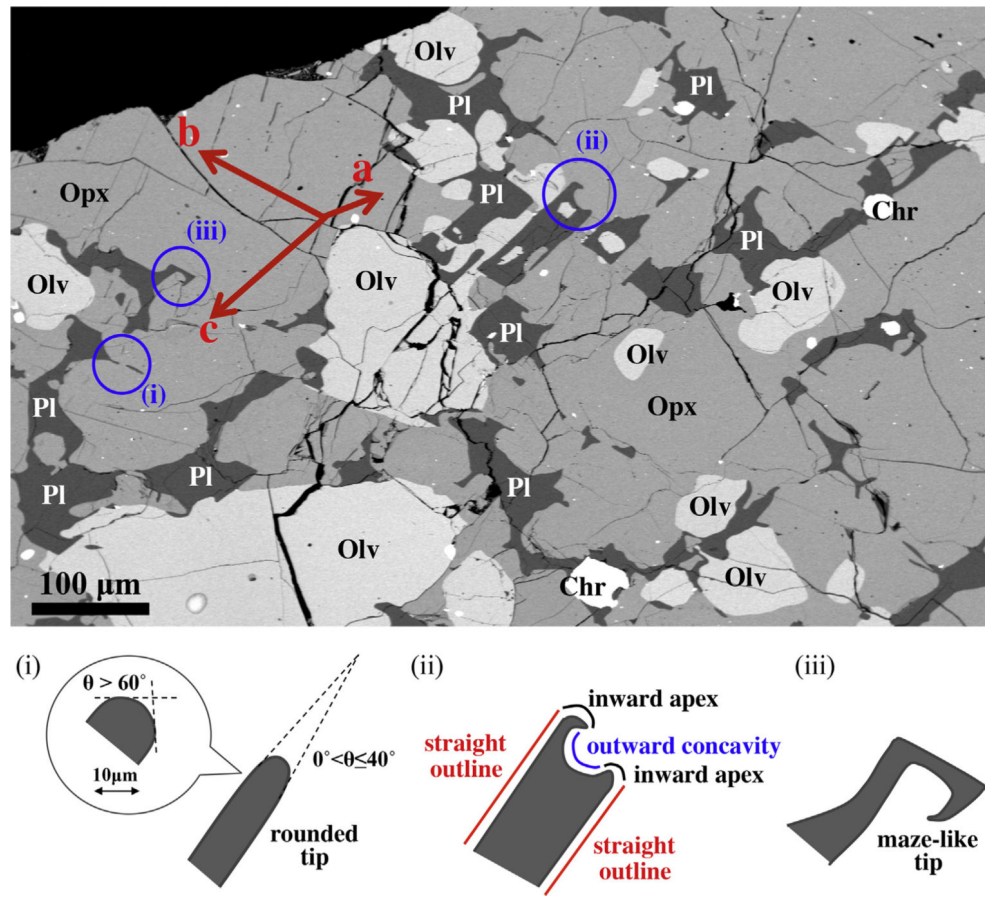 Olv
Pl
Pl
(ii)
b
a
Opx
Pl
(iii)
Chr
Pl
Olv
Olv
Olv
c
Pl
Olv
(i)
Opx
Pl
Pl
Pl
Pl
Olv
Olv
Olv
Chr
100 μm
(i)
θ > 60°
10μm
0°<θ≤40°
rounded
tip
(ii)
inward apex
straight
outline
outward concavity
inward apex
straight
outline
(iii)
maze-like
tip